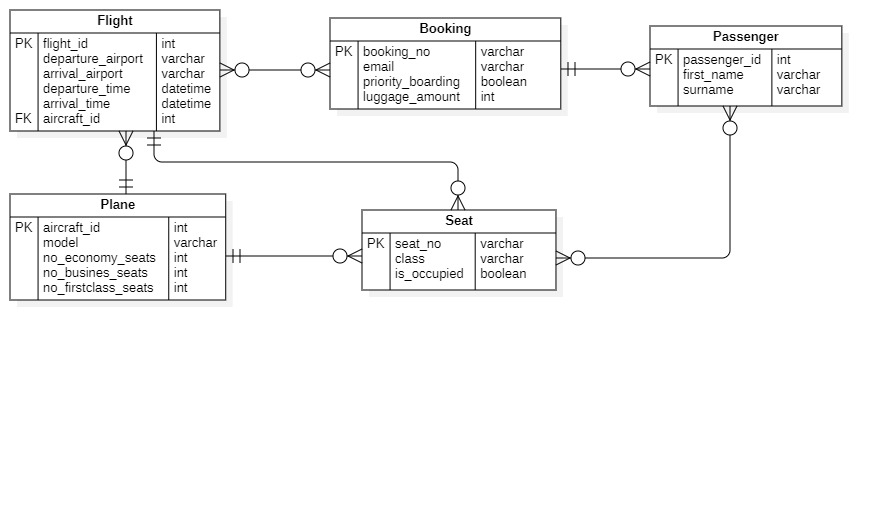 Flight
PK flight_id int
departure_airport varchar
arrival_airport varchar
departure_time datetime
arrival_time datetime
FK aircraft_id int
Booking
PK booking_no varchar
email varchar
priority_boarding boolean
luggage_amount int
Passenger
PK passenger_id int
first_name varchar
surname varchar
Plane
PK aircraft_id int
model varchar
no_economy_seats int
no_busines_seats int
no_firstclass_seats int
Seat
PK seat_no varchar
class varchar
is_occupied boolean